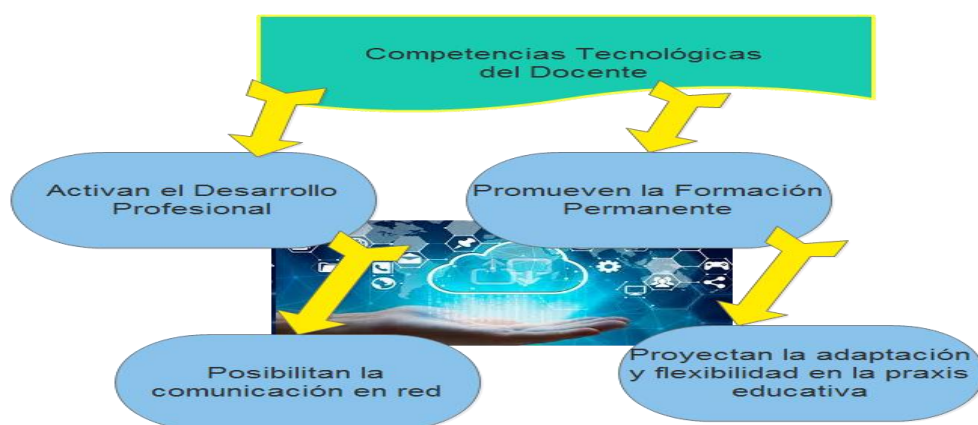 Competencias Tecnológicas
del Docente
Activan el Desarrollo
Profesional
Promueven la Formación
Permanente
Posibilitan la
comunicación en red
Proyectan la adaptación
y flexibilidad en la praxis
educativa